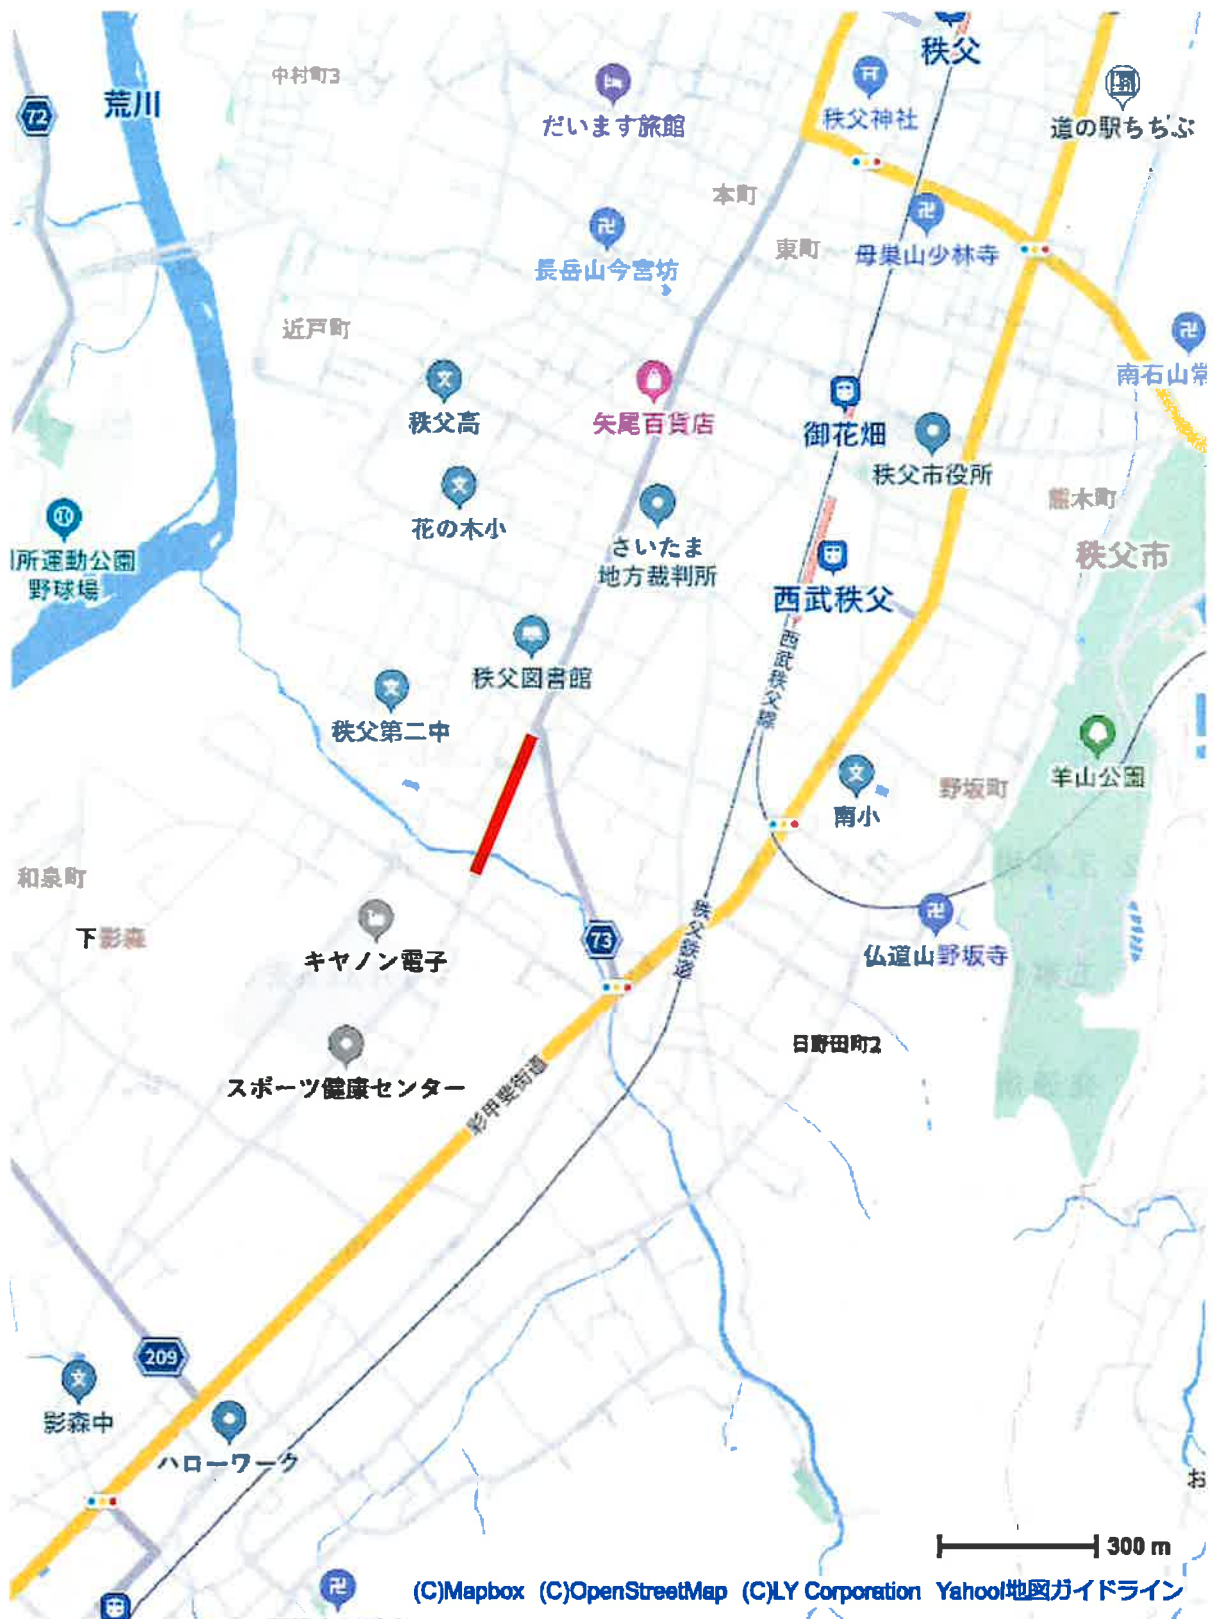 秩父
中村町3
72
荒川
だいます旅館
秩父神社
道の駅ちちぶ
本町
東町
母巣山少林寺
長岳山今宮坊
近戸町
南石山常
秩父高
矢尾百貨店
御花畑
秩父市役所
熊木町
花の木小
さいたま
地方裁判所
秩父市
所運動公園
野球場
西武秩父
西武秩父線
秩父図書館
秩父第二中
羊山公園
野坂町
南小
和泉町
下影森
キヤノン電子
73
秩父鉄道
仏道山野坂寺
日野田町2
スポーツ健康センター
彩甲斐街道
209
影森中
ハローワーク
お
300 m
(C)Mapbox (C)OpenStreetMap (C)LY Corporation Yahoo!地図ガイドライン